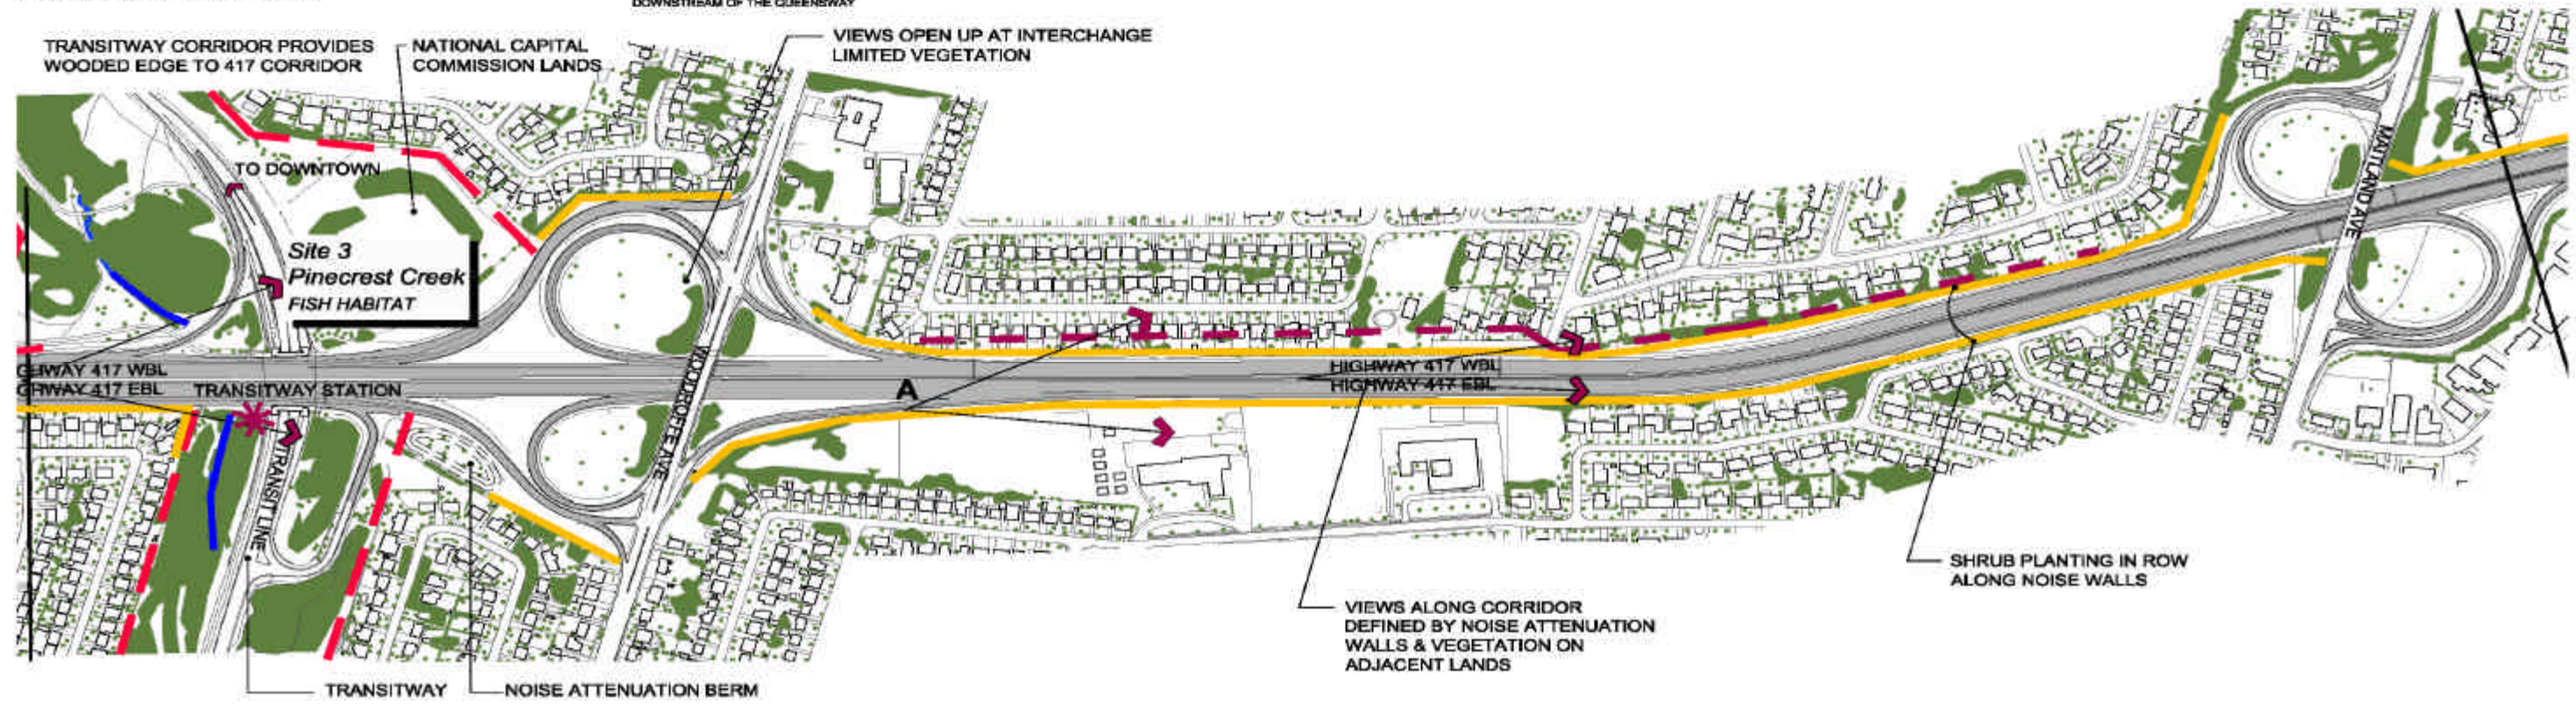 DOWNSTREAM OF THE QUEENSWAY
TRANSITWAY CORRIDOR PROVIDES
WOODED EDGE TO 417 CORRIDOR
NATIONAL CAPITAL
COMMISSION LANDS
VIEWS OPEN UP AT INTERCHANGE
LIMITED VEGETATION
TO DOWNTOWN
MAITLAND AVE
Site 3
Pinecrest Creek
FISH HABITAT
GHWAY 417 WBL
GHWAY 417 EBL
TRANSITWAY STATION
WOODROFFE AVE
A
HIGHWAY 417 WBL
HIGHWAY 417 EBL
TRANSIT LINE
SHRUB PLANTING IN ROW
ALONG NOISE WALLS
VIEWS ALONG CORRIDOR
DEFINED BY NOISE ATTENUATION
WALLS & VEGETATION ON
ADJACENT LANDS
TRANSITWAY
NOISE ATTENUATION BERM